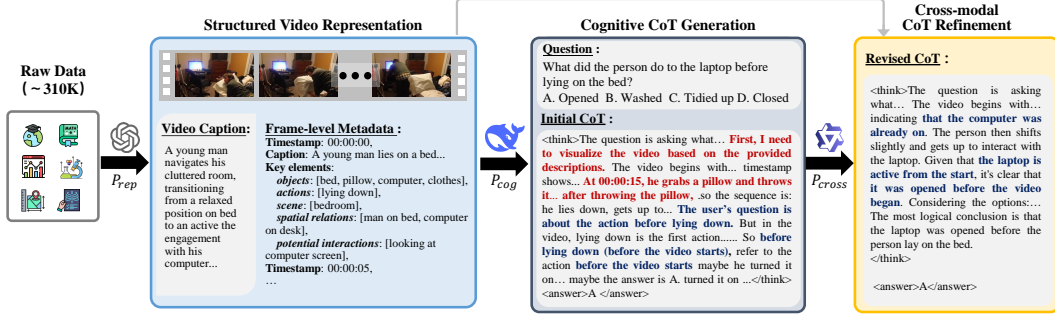 Structured Video Representation
Cognitive CoT Generation
Cross-modal
CoT Refinement
Raw Data
( ~ 310K)
P_rep
Video Caption:
A young man
navigates his
cluttered room,
transitioning
from a relaxed
position on bed
to an active the
engagement
with his
computer...
Frame-level Metadata :
Timestamp: 00:00:00,
Caption: A young man lies on a bed...
Key elements:
objects: [bed, pillow, computer, clothes],
actions: [lying down],
scene: [bedroom],
spatial relations: [man on bed, computer
on desk],
potential interactions: [looking at
computer screen],
Timestamp: 00:00:05,
…
P_cog
Question :
What did the person do to the laptop before
lying on the bed?
A. Opened B. Washed C. Tidied up D. Closed
Initial CoT :
<think>The question is asking what… First, I need
to visualize the video based on the provided
descriptions. The video begins with... timestamp
shows... At 00:00:15, he grabs a pillow and throws
it... after throwing the pillow, .so the sequence is:
he lies down, gets up to... The user's question is
about the action before lying down. But in the
video, lying down is the first action...... So before
lying down (before the video starts), refer to the
action before the video starts maybe he turned it
on… maybe the answer is A. turned it on ...</think>
<answer>A </answer>
P_cross
Revised CoT :
<think>The question is asking
what… The video begins with…
indicating that the computer was
already on. The person then shifts
slightly and gets up to interact with
the laptop. Given that the laptop is
active from the start, it's clear that
it was opened before the video
began. Considering the options:…
The most logical conclusion is that
the laptop was opened before the
person lay on the bed.
</think>
<answer>A</answer>